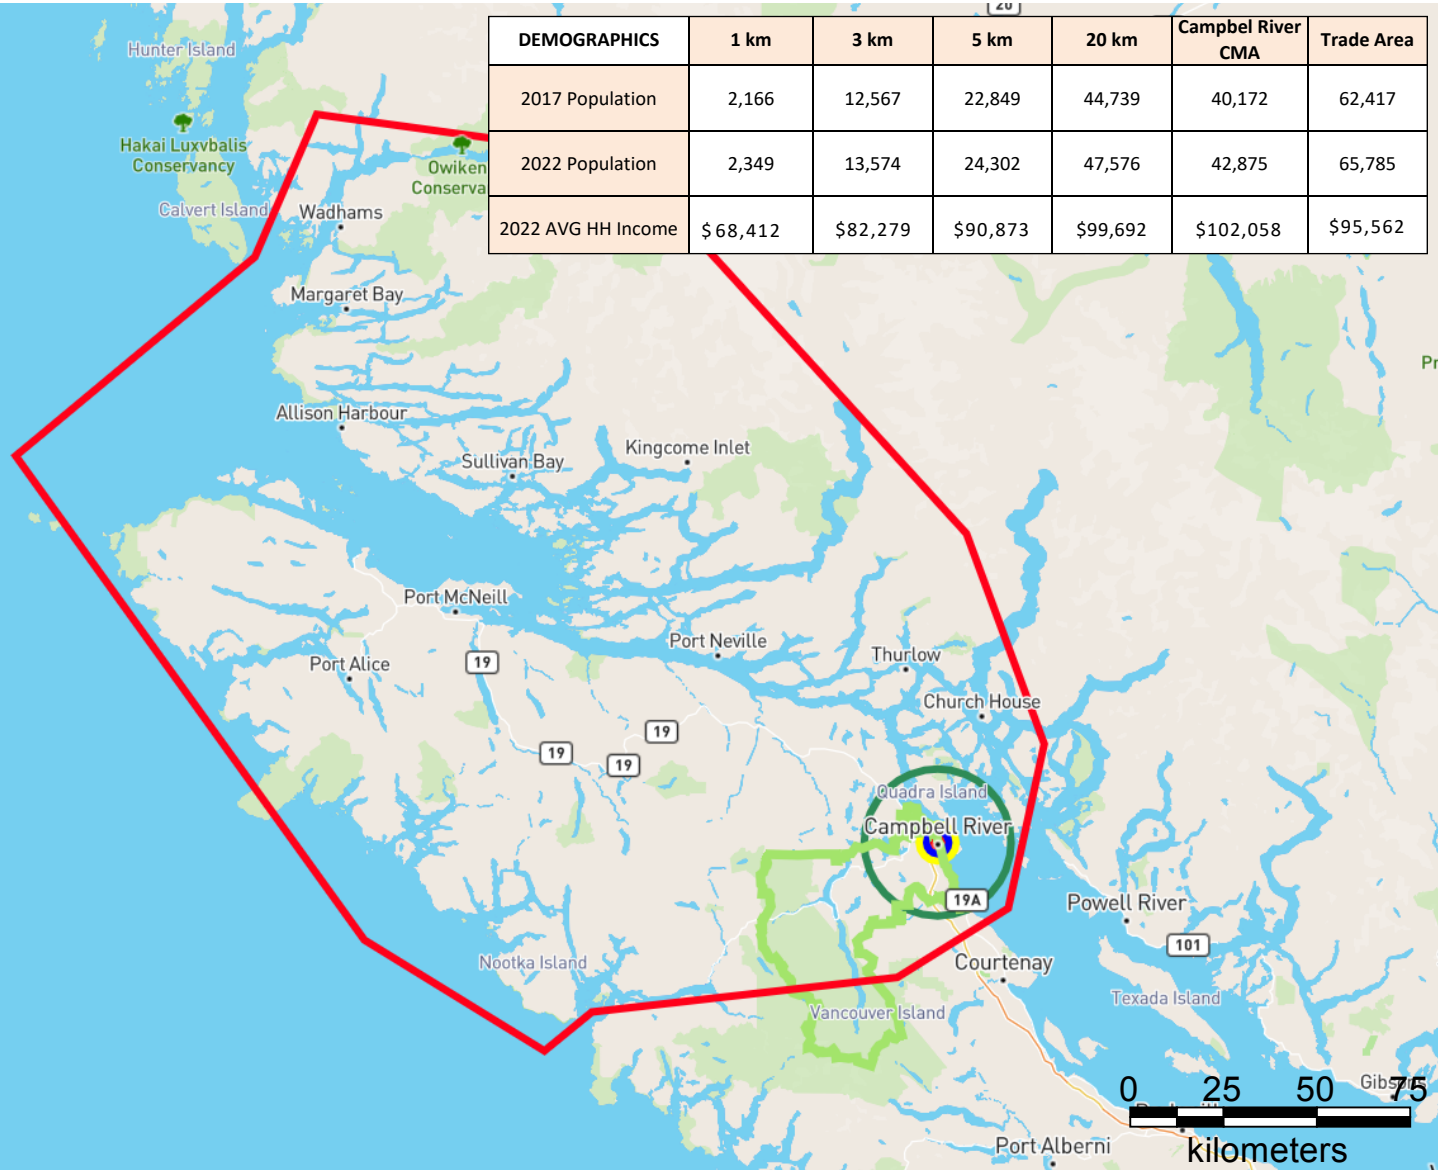 20
DEMOGRAPHICS 1 km 3 km 5 km 20 km Campbel River CMA Trade Area
2017 Population 2,166 12,567 22,849 44,739 40,172 62,417
2022 Population 2,349 13,574 24,302 47,576 42,875 65,785
2022 AVG HH Income $68,412 $82,279 $90,873 $99,692 $102,058 $95,562
Hunter Island
Hakai Luxvbalis
Conservancy
Owiken
Conserva
Calvert Island
Wadhams
Margaret Bay
Pr
Allison Harbour
Kingcome Inlet
Sullivan Bay
Port McNeill
Port Neville
Thurlow
Port Alice
19
Church House
19
19
19
Quadra Island
Campbell River
19A
Powell River
101
Nootka Island
Courtenay
Texada Island
Vancouver Island
0 25 50 75
Gibsons
Port Alberni
kilometers